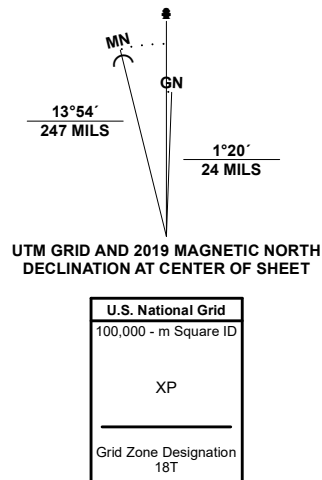 MN
GN
13°54´
247 MILS
1°20´
24 MILS
UTM GRID AND 2019 MAGNETIC NORTH
DECLINATION AT CENTER OF SHEET
U.S. National Grid
100,000 - m Square ID
XP
Grid Zone Designation
18T